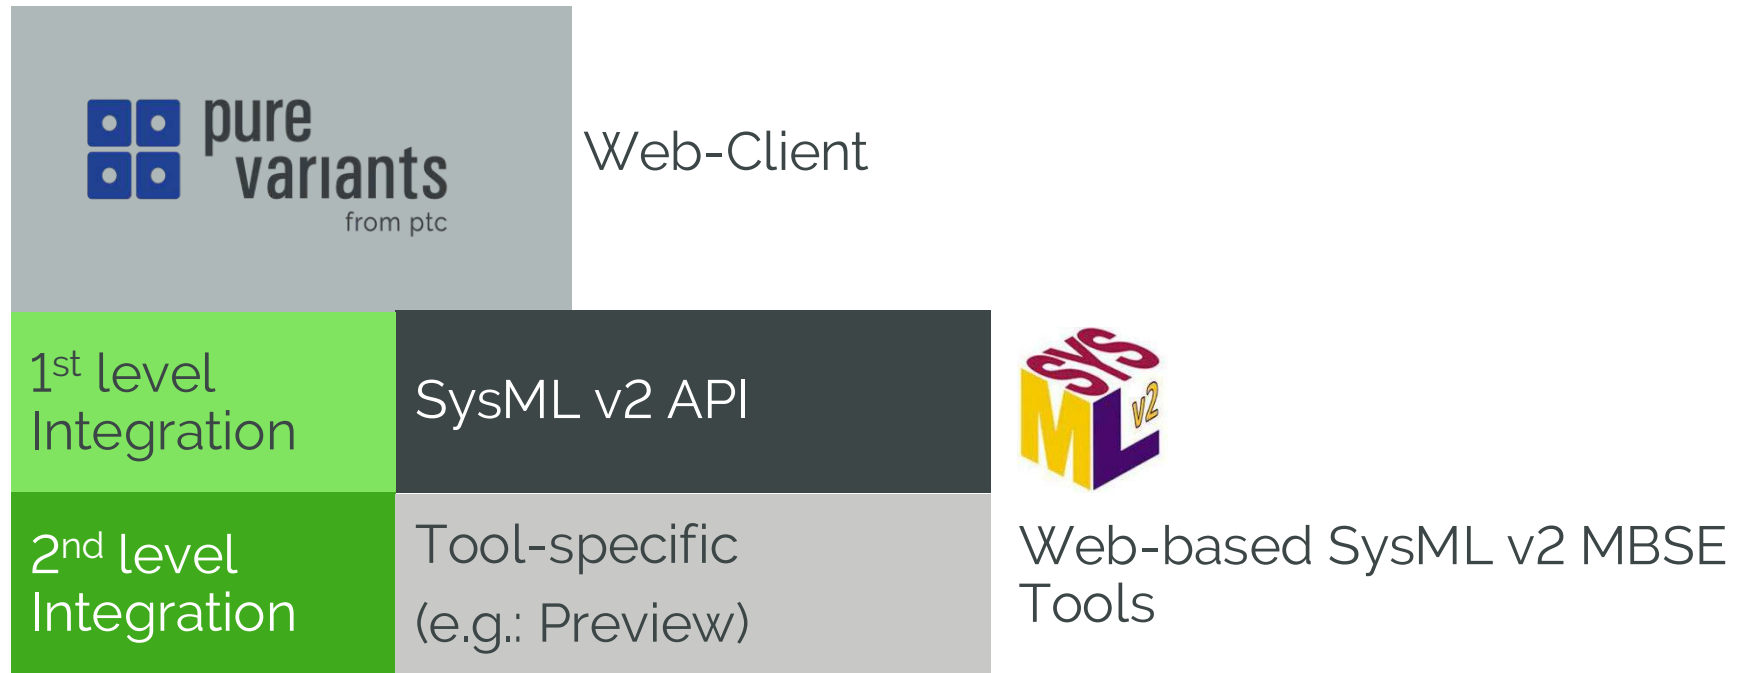 pure
variants
from ptc
Web-Client
1st level
Integration
SysML v2 API
SYS
ML v2
2nd level
Integration
Tool-specific
(e.g.: Preview)
Web-based SysML v2 MBSE
Tools